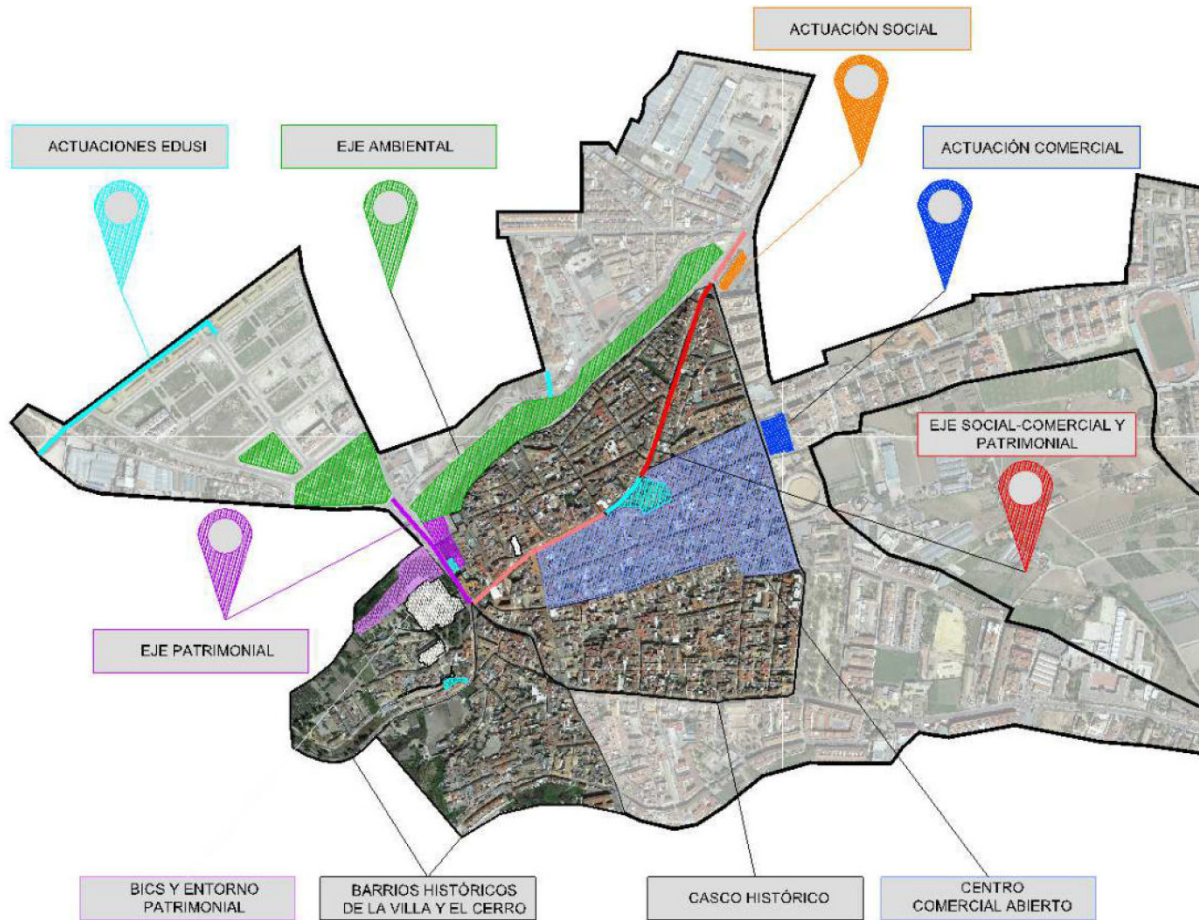 ACTUACIÓN SOCIAL
ACTUACIONES EDUSI
EJE AMBIENTAL
ACTUACIÓN COMERCIAL
EJE SOCIAL-COMERCIAL Y
PATRIMONIAL
EJE PATRIMONIAL
BICS Y ENTORNO
PATRIMONIAL
BARRIOS HISTÓRICOS
DE LA VILLA Y EL CERRO
CASCO HISTÓRICO
CENTRO
COMERCIAL ABIERTO